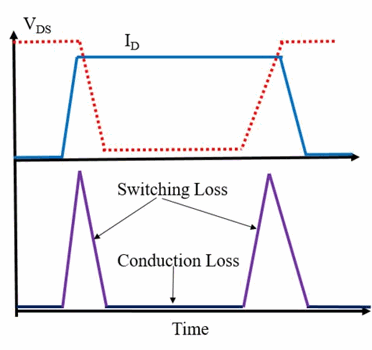 V_DS
I_D
Switching Loss
Conduction Loss
Time